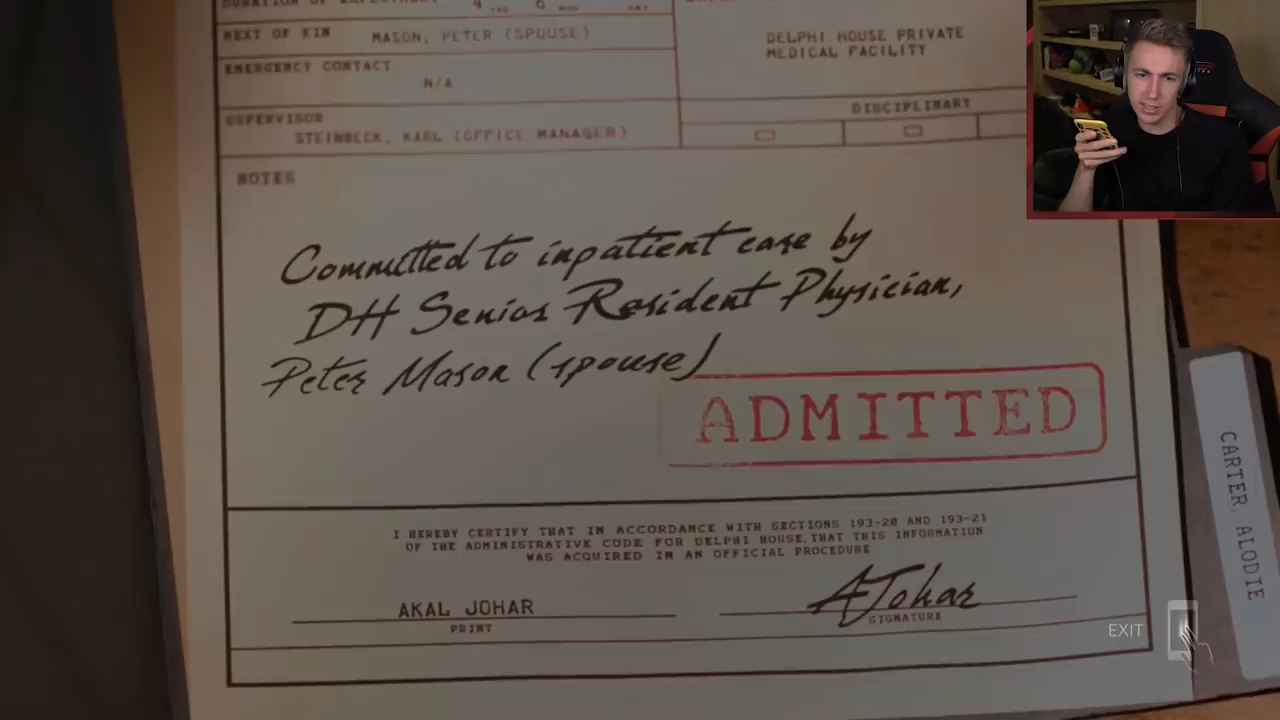 NEXT OF KIN MASON, PETER (SPOUSE)
DELPHI HOUSE PRIVATE
MEDICAL FACILITY
EMERGENCY CONTACT
N/A
SUPERVISOR
STEINBECK, KARL (OFFICE MANAGER)
DISCIPLINARY
NOTES
Committed to inpatient care by
DH Senior Resident Physician,
Peter Mason (spouse)
ADMITTED
I HEREBY CERTIFY THAT IN ACCORDANCE WITH SECTIONS 193-20 AND 193-21
OF THE ADMINISTRATIVE CODE FOR DELPHI HOUSE, THAT THIS INFORMATION
WAS ACQUIRED IN AN OFFICIAL PROCEDURE
AKAL JOHAR
PRINT
AJohar
SIGNATURE
CARTER, ALODIE
EXIT